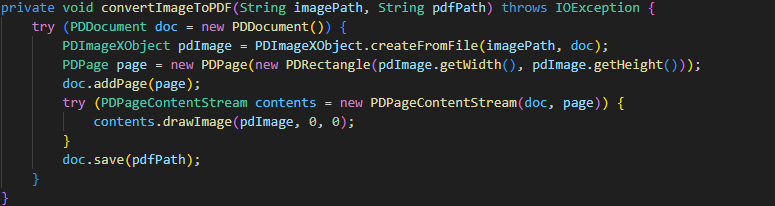 private void convertImageToPDF(String imagePath, String pdfPath) throws IOException {
    try (PDDocument doc = new PDDocument()) {
        PDImageXObject pdImage = PDImageXObject.createFromFile(imagePath, doc);
        PDPage page = new PDPage(new PDRectangle(pdImage.getWidth(), pdImage.getHeight()));
        doc.addPage(page);
        try (PDPageContentStream contents = new PDPageContentStream(doc, page)) {
            contents.drawImage(pdImage, 0, 0);
        }
        doc.save(pdfPath);
    }
}